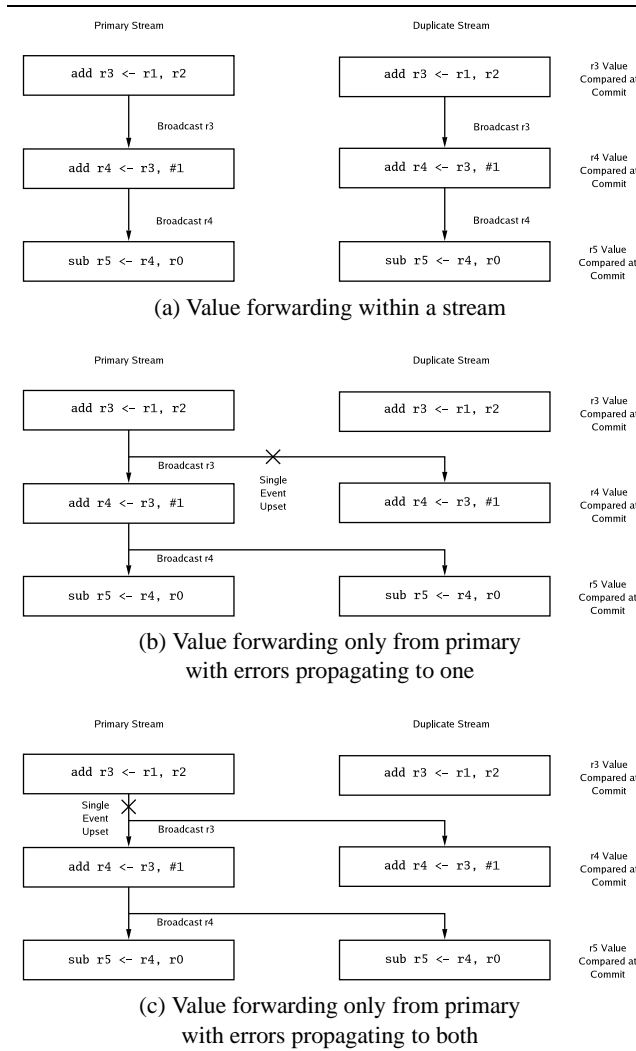 Primary Stream
Duplicate Stream
add r3 <- r1, r2
add r3 <- r1, r2
r3 Value
Compared at
Commit
Broadcast r3
Broadcast r3
add r4 <- r3, #1
add r4 <- r3, #1
r4 Value
Compared at
Commit
Broadcast r4
Broadcast r4
sub r5 <- r4, r0
sub r5 <- r4, r0
r5 Value
Compared at
Commit
(a) Value forwarding within a stream
Primary Stream
Duplicate Stream
add r3 <- r1, r2
add r3 <- r1, r2
r3 Value
Compared at
Commit
Broadcast r3
Single
Event
Upset
add r4 <- r3, #1
add r4 <- r3, #1
r4 Value
Compared at
Commit
Broadcast r4
sub r5 <- r4, r0
sub r5 <- r4, r0
r5 Value
Compared at
Commit
(b) Value forwarding only from primary
with errors propagating to one
Primary Stream
Duplicate Stream
add r3 <- r1, r2
add r3 <- r1, r2
r3 Value
Compared at
Commit
Single
Event
Upset
Broadcast r3
add r4 <- r3, #1
add r4 <- r3, #1
r4 Value
Compared at
Commit
Broadcast r4
sub r5 <- r4, r0
sub r5 <- r4, r0
r5 Value
Compared at
Commit
(c) Value forwarding only from primary
with errors propagating to both